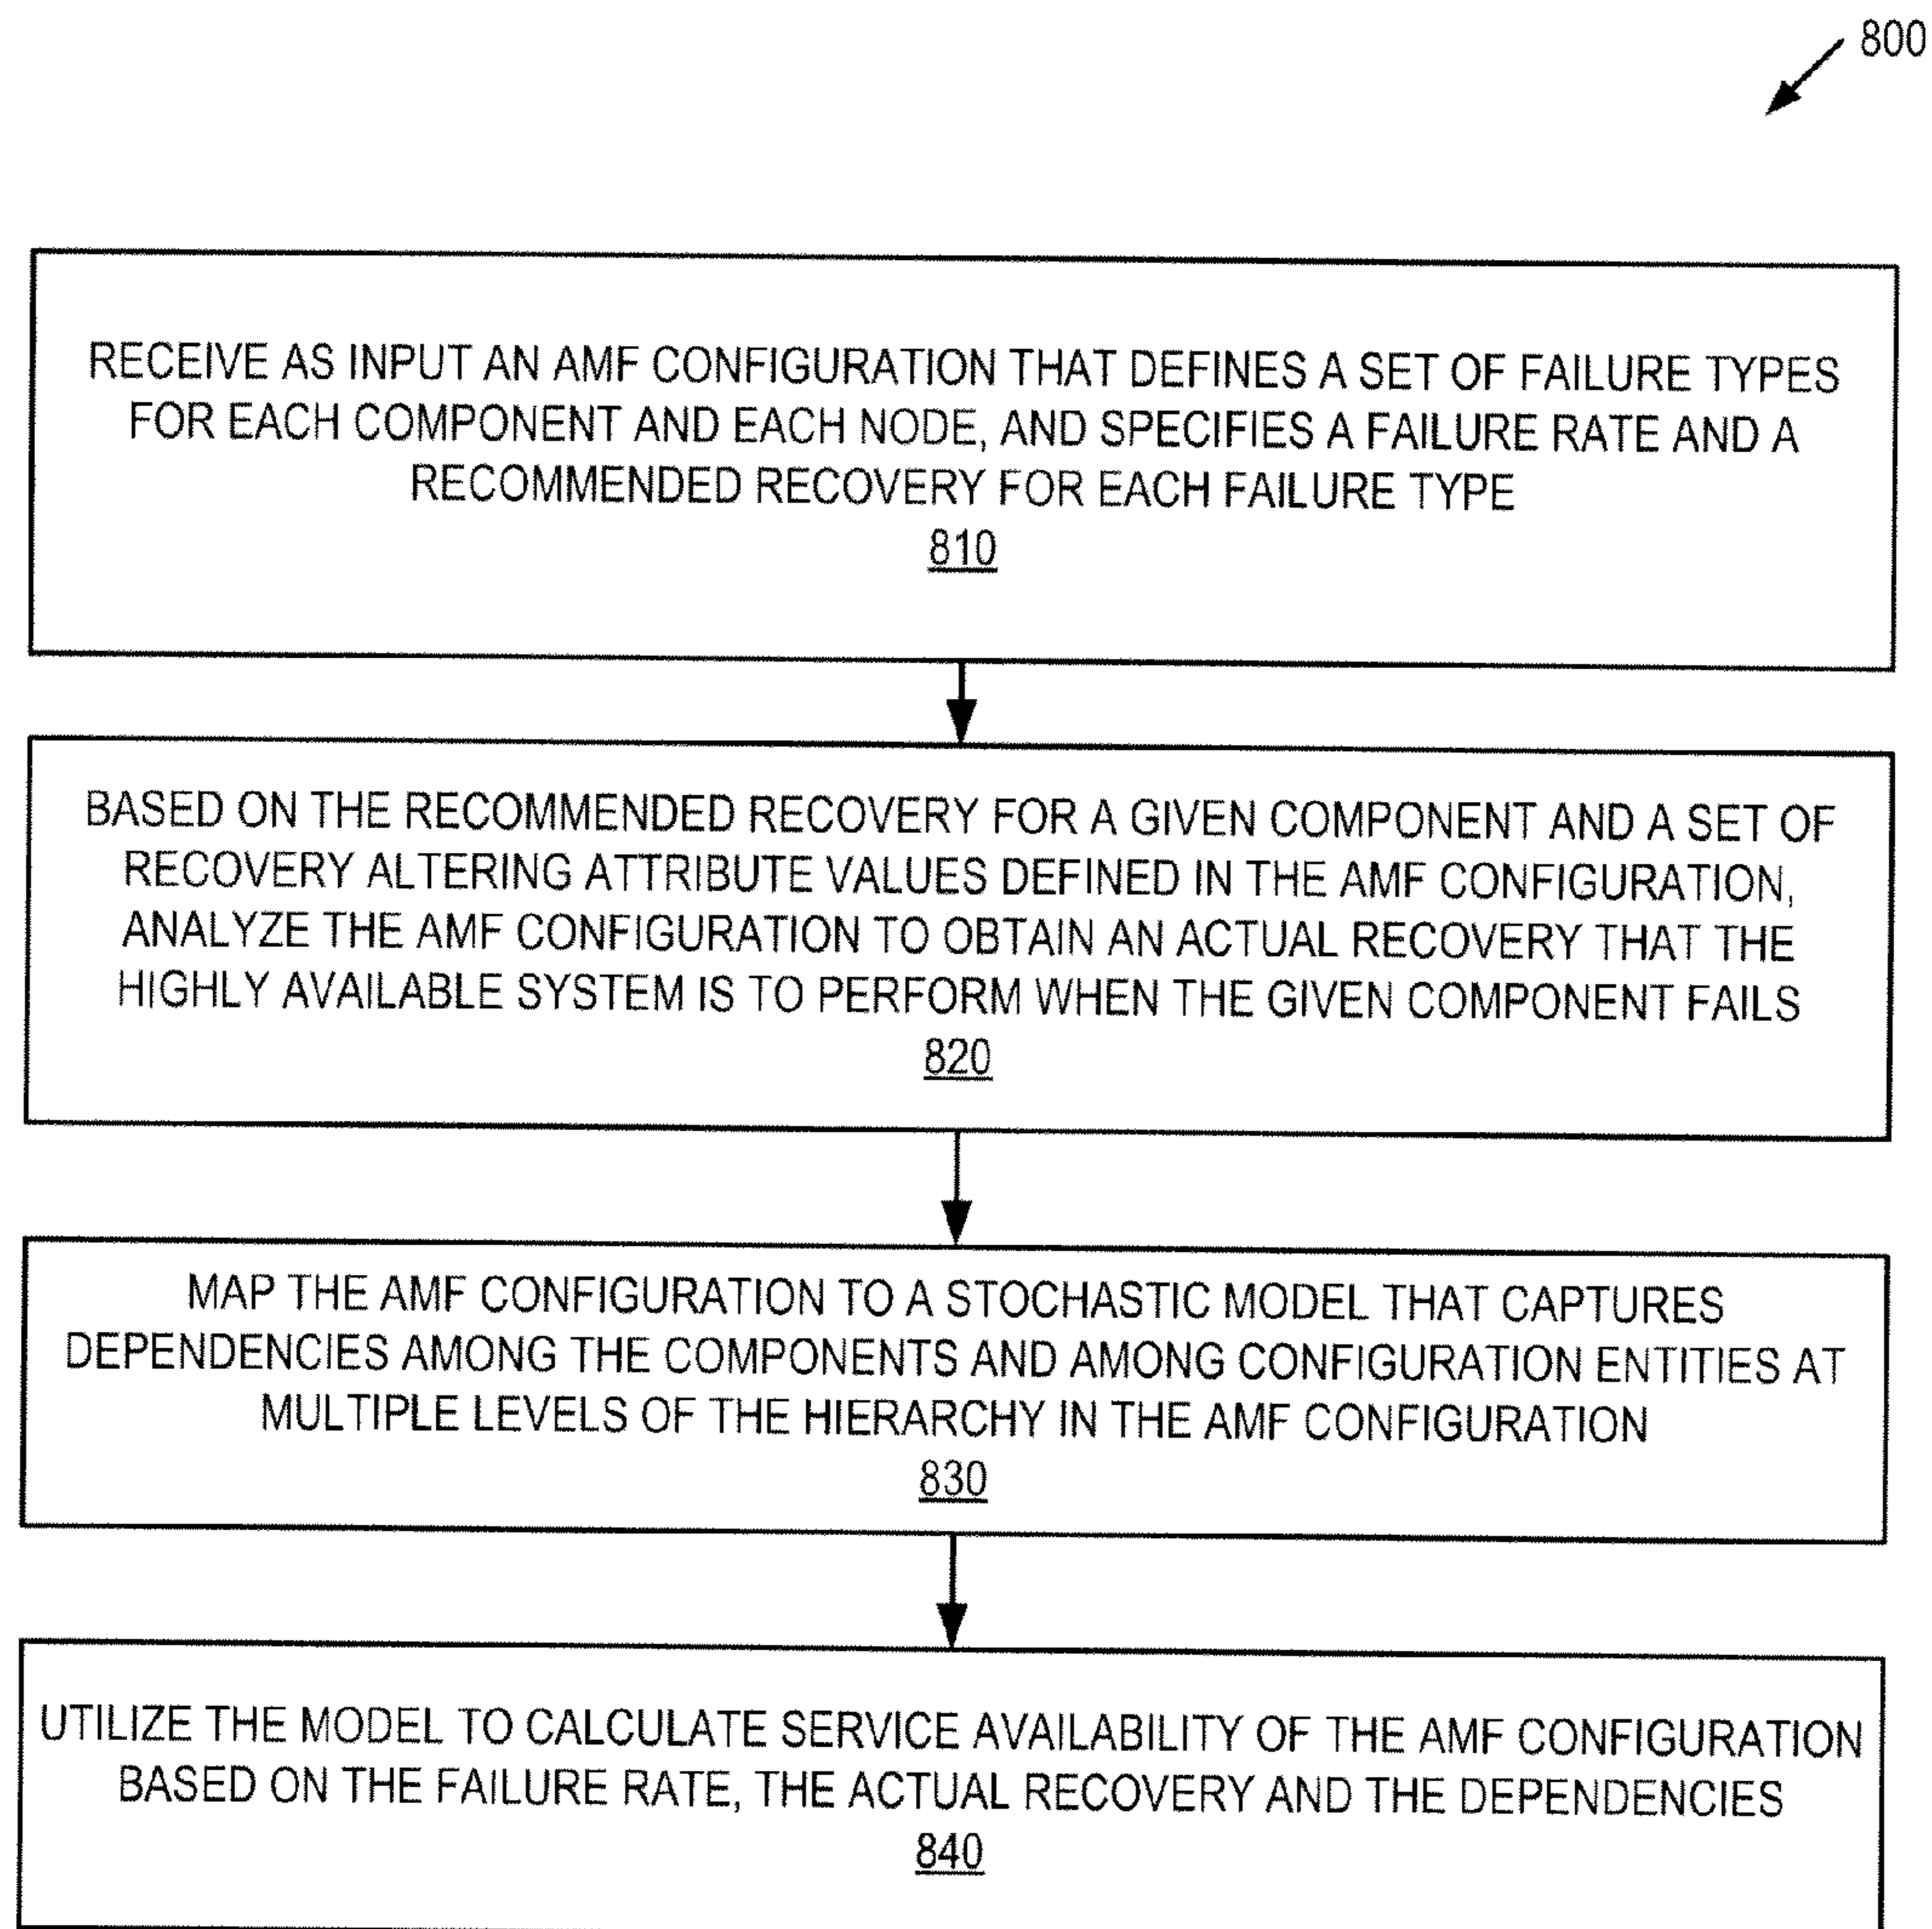 800
RECEIVE AS INPUT AN AMF CONFIGURATION THAT DEFINES A SET OF FAILURE TYPES
FOR EACH COMPONENT AND EACH NODE, AND SPECIFIES A FAILURE RATE AND A
RECOMMENDED RECOVERY FOR EACH FAILURE TYPE
810
BASED ON THE RECOMMENDED RECOVERY FOR A GIVEN COMPONENT AND A SET OF
RECOVERY ALTERING ATTRIBUTE VALUES DEFINED IN THE AMF CONFIGURATION,
ANALYZE THE AMF CONFIGURATION TO OBTAIN AN ACTUAL RECOVERY THAT THE
HIGHLY AVAILABLE SYSTEM IS TO PERFORM WHEN THE GIVEN COMPONENT FAILS
820
MAP THE AMF CONFIGURATION TO A STOCHASTIC MODEL THAT CAPTURES
DEPENDENCIES AMONG THE COMPONENTS AND AMONG CONFIGURATION ENTITIES AT
MULTIPLE LEVELS OF THE HIERARCHY IN THE AMF CONFIGURATION
830
UTILIZE THE MODEL TO CALCULATE SERVICE AVAILABILITY OF THE AMF CONFIGURATION
BASED ON THE FAILURE RATE, THE ACTUAL RECOVERY AND THE DEPENDENCIES
840